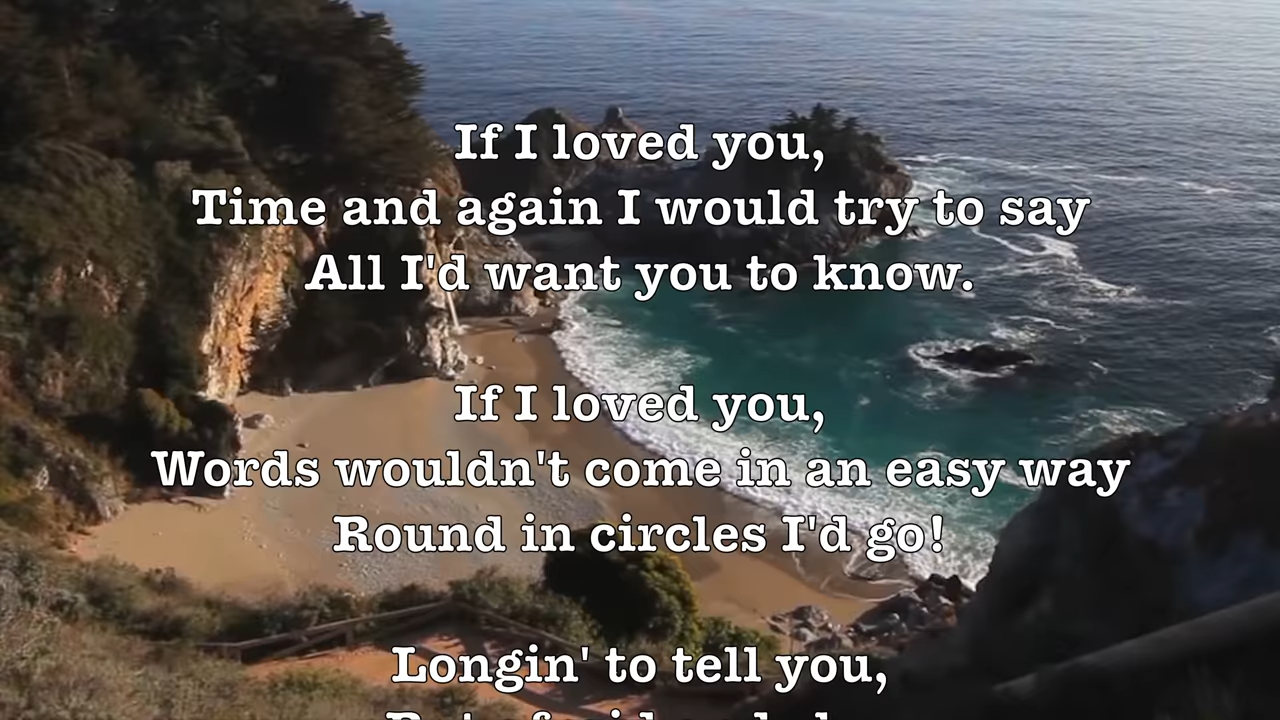 If I loved you,
Time and again I would try to say
All I'd want you to know.
If I loved you,
Words wouldn't come in an easy way
Round in circles I'd go!
Longin' to tell you,